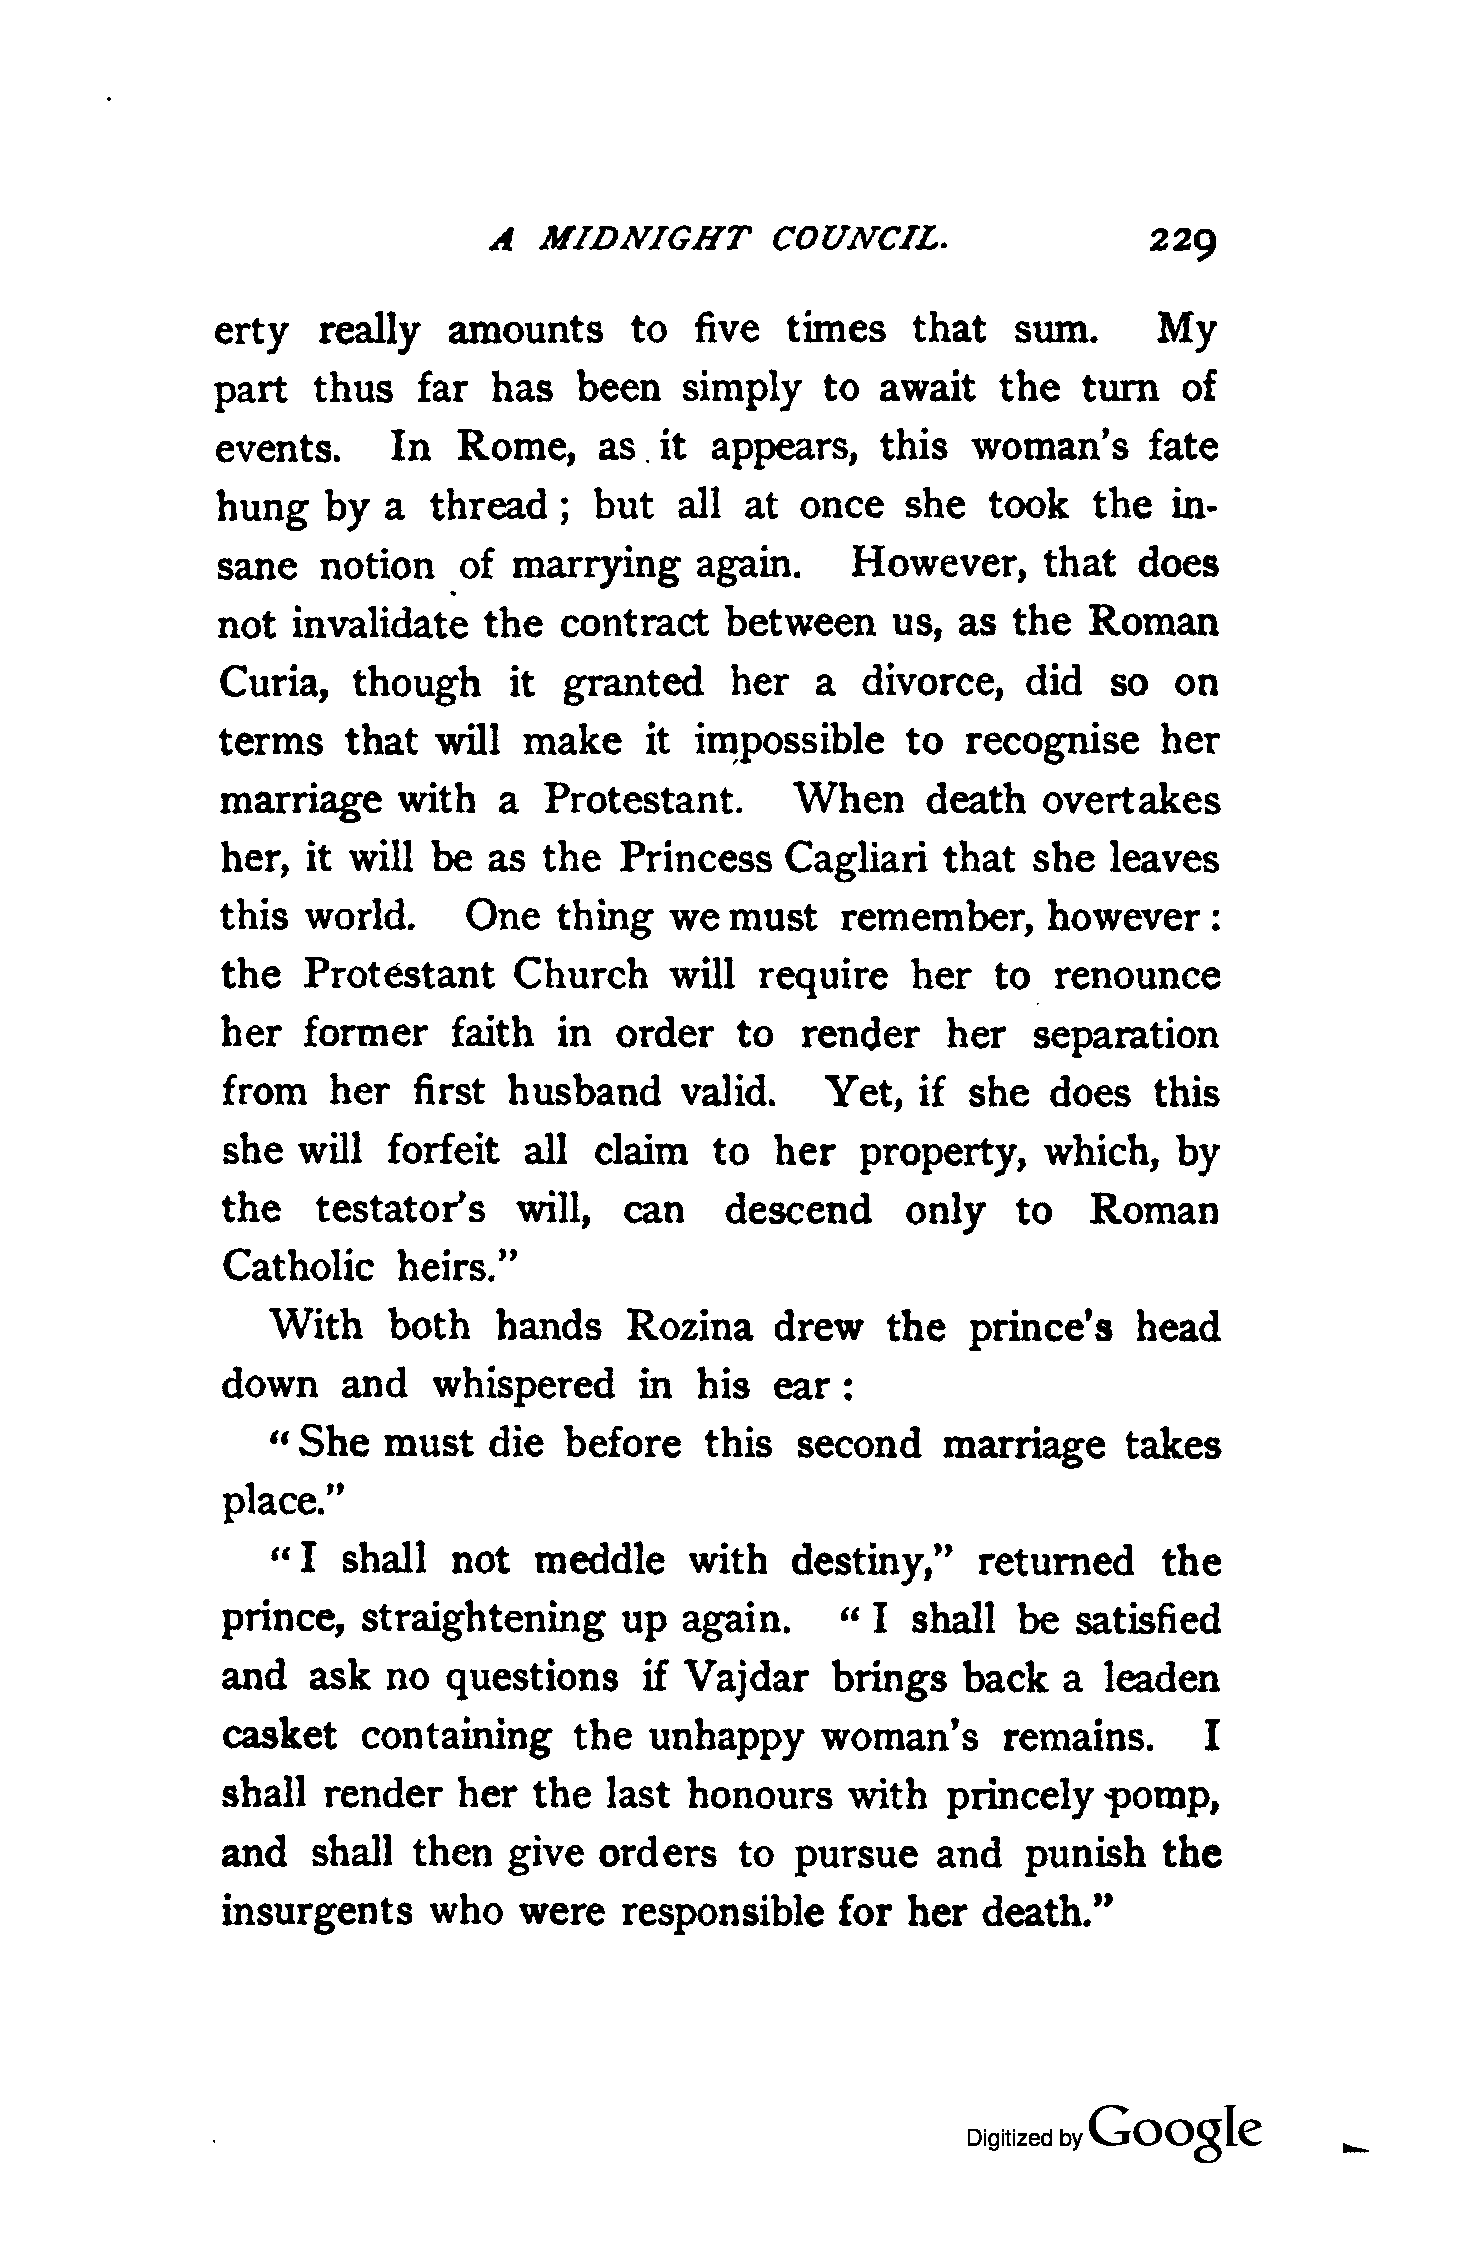 A MIDNIGHT COUNCIL. 229
erty really amounts to five times that sum. My
part thus far has been simply to await the turn of
events. In Rome, as it appears, this woman's fate
hung by a thread ; but all at once she took the in-
sane notion of marrying again. However, that does
not invalidate the contract between us, as the Roman
Curia, though it granted her a divorce, did so on
terms that will make it impossible to recognise her
marriage with a Protestant. When death overtakes
her, it will be as the Princess Cagliari that she leaves
this world. One thing we must remember, however :
the Protestant Church will require her to renounce
her former faith in order to render her separation
from her first husband valid. Yet, if she does this
she will forfeit all claim to her property, which, by
the testator's will, can descend only to Roman
Catholic heirs."
With both hands Rozina drew the prince's head
down and whispered in his ear :
" She must die before this second marriage takes
place."
" I shall not meddle with destiny," returned the
prince, straightening up again. " I shall be satisfied
and ask no questions if Vajdar brings back a leaden
casket containing the unhappy woman's remains. I
shall render her the last honours with princely pomp,
and shall then give orders to pursue and punish the
insurgents who were responsible for her death."
Digitized by Google